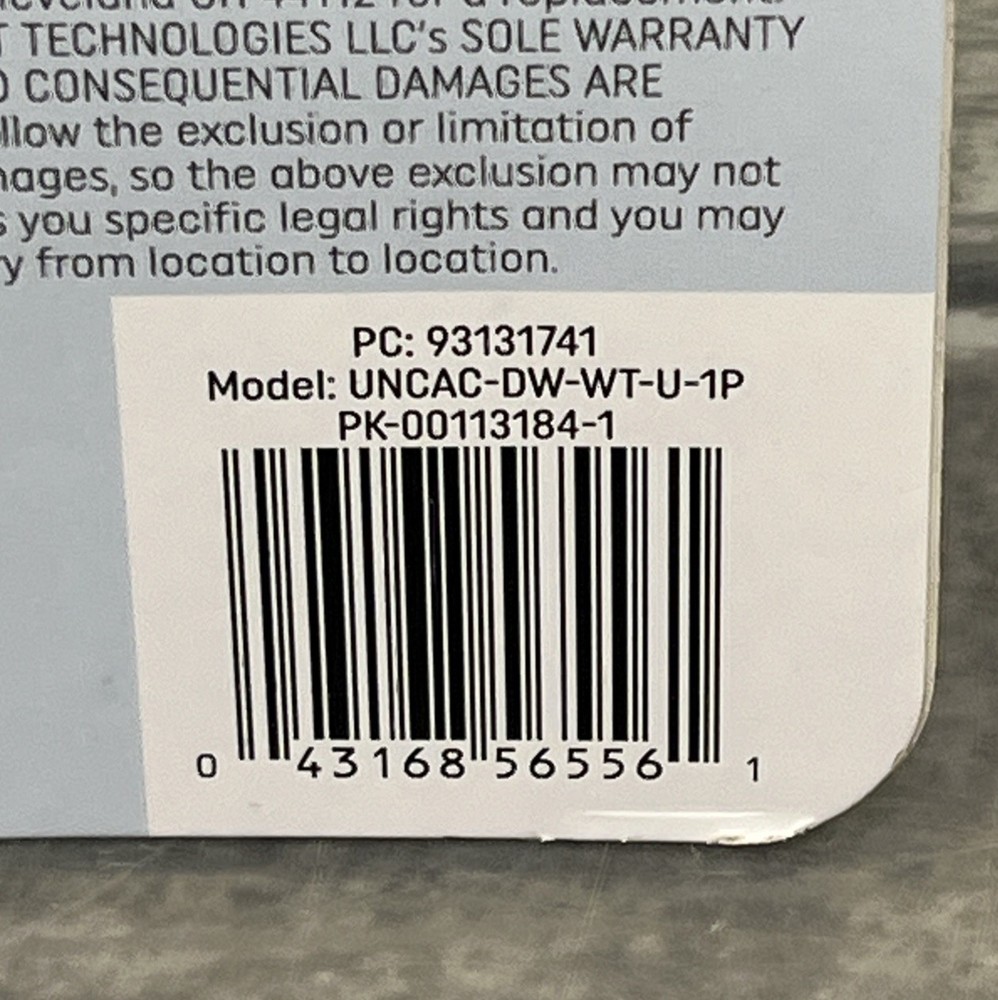 T TECHNOLOGIES LLC's SOLE WARRANTY
CONSEQUENTIAL DAMAGES ARE
llow the exclusion or limitation of
mages, so the above exclusion may not
s you specific legal rights and you may
y from location to location.
PC: 93131741
Model: UNCAC-DW-WT-U-1P
PK-00113184-1
0 43168 56556 1